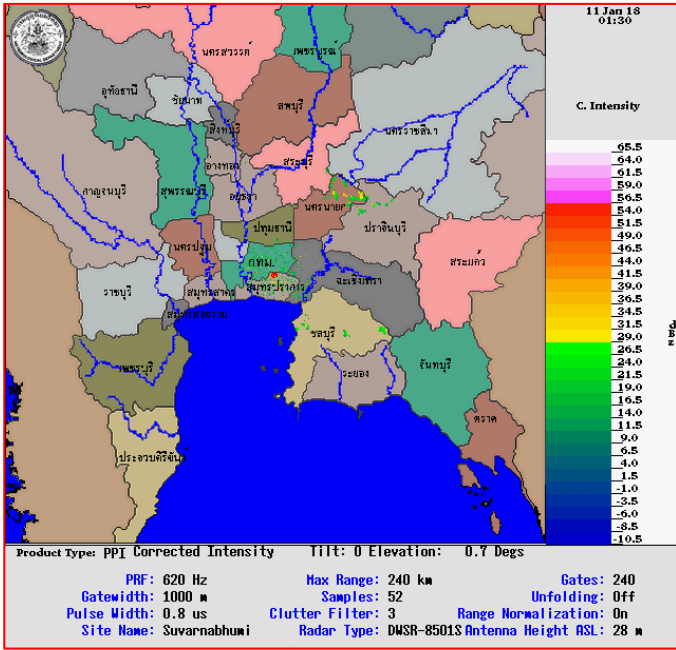 11 Jan 18
01:30
C. Intensity
นครสวรรค์
เพชรบูรณ์
อุทัยธานี
ชัยนาท
ลพบุรี
สิงห์บุรี
นครราชสีมา
อ่างทอง
สระบุรี
กาญจนบุรี
สุพรรณบุรี
อยุธยา
นครนายก
ปราจีนบุรี
ปทุมธานี
นครปฐม
กทม.
สระแก้ว
ฉะเชิงเทรา
ราชบุรี
สมุทรสาคร
สมุทรปราการ
สมุทรสงคราม
ชลบุรี
เพชรบุรี
ระยอง
จันทบุรี
ตราด
ประจวบคีรีขันธ์
65.5
64.0
61.5
59.0
56.5
54.0
51.5
49.0
46.5
44.0
41.5
39.0
36.5
34.0
31.5
29.0
26.5
24.0
21.5
19.0
16.5
14.0
11.5
9.0
6.5
4.0
1.5
-1.0
-3.5
-6.0
-8.5
-10.5
Product Type: PPI Corrected Intensity Tilt: 0 Elevation: 0.7 Degs
PRF: 620 Hz Max Range: 240 km Gates: 240
Gatewidth: 1000 m Samples: 52 Unfolding: Off
Pulse Width: 0.8 us Clutter Filter: 3 Range Normalization: On
Site Name: Suvarnabhumi Radar Type: DWSR-8501S Antenna Height ASL: 28 m